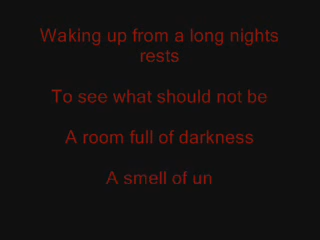 Waking up from a long nights
rests
To see what should not be
A room full of darkness
A smell of un